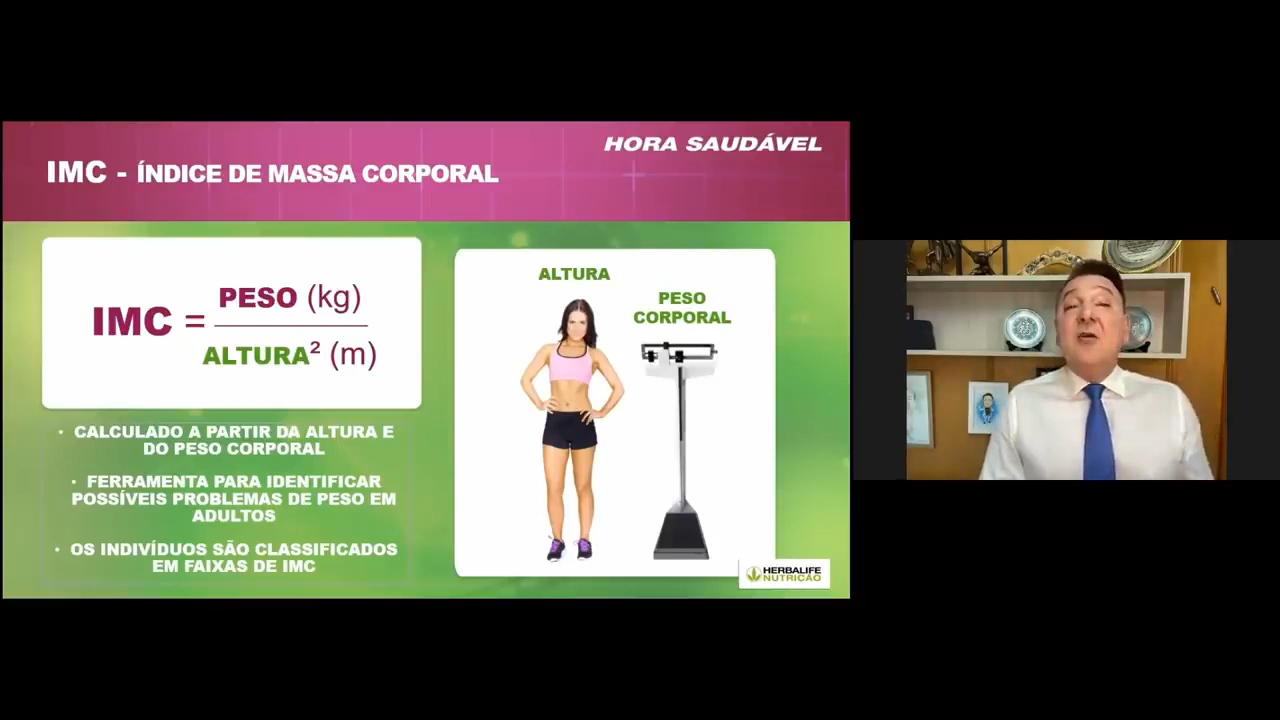 HORA SAUDÁVEL
IMC - ÍNDICE DE MASSA CORPORAL
IMC = PESO (kg)
ALTURA² (m)
• CALCULADO A PARTIR DA ALTURA E
DO PESO CORPORAL
• FERRAMENTA PARA IDENTIFICAR
POSSÍVEIS PROBLEMAS DE PESO EM
ADULTOS
• OS INDIVÍDUOS SÃO CLASSIFICADOS
EM FAIXAS DE IMC
ALTURA
PESO
CORPORAL
HERBALIFE
NUTRIÇÃO